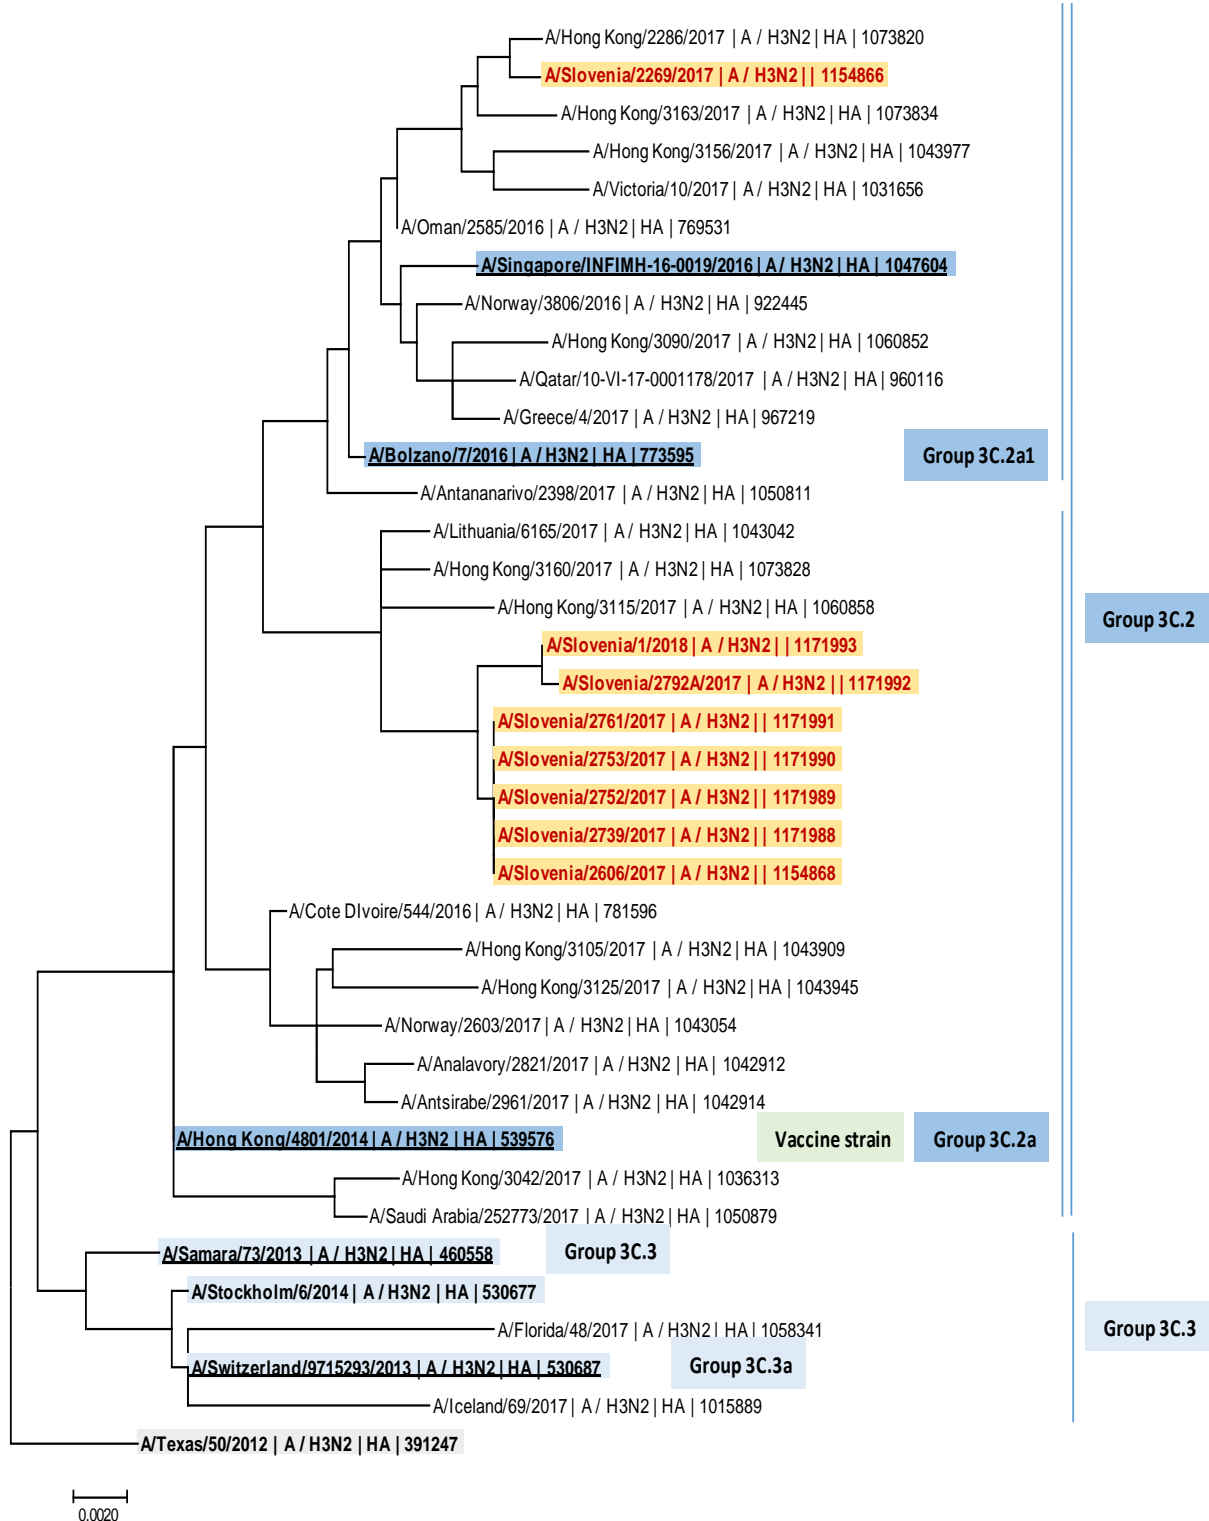 A/Hong Kong/2286/2017 | A / H3N2 | HA | 1073820
A/Slovenia/2269/2017 | A / H3N2 | | 1154866
A/Hong Kong/3163/2017 | A / H3N2 | HA | 1073834
A/Hong Kong/3156/2017 | A / H3N2 | HA | 1043977
A/Victoria/10/2017 | A / H3N2 | HA | 1031656
A/Oman/2585/2016 | A / H3N2 | HA | 769531
A/Singapore/INFIMH-16-0019/2016 | A / H3N2 | HA | 1047604
A/Norway/3806/2016 | A / H3N2 | HA | 922445
A/Hong Kong/3090/2017 | A / H3N2 | HA | 1060852
A/Qatar/10-VI-17-0001178/2017 | A / H3N2 | HA | 960116
A/Greece/4/2017 | A / H3N2 | HA | 967219
A/Bolzano/7/2016 | A / H3N2 | HA | 773595
Group 3C.2a1
A/Antananarivo/2398/2017 | A / H3N2 | HA | 1050811
A/Lithuania/6165/2017 | A / H3N2 | HA | 1043042
A/Hong Kong/3160/2017 | A / H3N2 | HA | 1073828
A/Hong Kong/3115/2017 | A / H3N2 | HA | 1060858
Group 3C.2
A/Slovenia/1/2018 | A / H3N2 | | 1171993
A/Slovenia/2792A/2017 | A / H3N2 | | 1171992
A/Slovenia/2761/2017 | A / H3N2 | | 1171991
A/Slovenia/2753/2017 | A / H3N2 | | 1171990
A/Slovenia/2752/2017 | A / H3N2 | | 1171989
A/Slovenia/2739/2017 | A / H3N2 | | 1171988
A/Slovenia/2606/2017 | A / H3N2 | | 1154868
A/Cote DIvoire/544/2016 | A / H3N2 | HA | 781596
A/Hong Kong/3105/2017 | A / H3N2 | HA | 1043909
A/Hong Kong/3125/2017 | A / H3N2 | HA | 1043945
A/Norway/2603/2017 | A / H3N2 | HA | 1043054
A/Analavory/2821/2017 | A / H3N2 | HA | 1042912
A/Antsirabe/2961/2017 | A / H3N2 | HA | 1042914
A/Hong Kong/4801/2014 | A / H3N2 | HA | 539576
Vaccine strain
Group 3C.2a
A/Hong Kong/3042/2017 | A / H3N2 | HA | 1036313
A/Saudi Arabia/252773/2017 | A / H3N2 | HA | 1050879
A/Samara/73/2013 | A / H3N2 | HA | 460558
Group 3C.3
A/Stockholm/6/2014 | A / H3N2 | HA | 530677
A/Florida/48/2017 | A / H3N2 | HA | 1058341
Group 3C.3
A/Switzerland/9715293/2013 | A / H3N2 | HA | 530687
Group 3C.3a
A/Iceland/69/2017 | A / H3N2 | HA | 1015889
A/Texas/50/2012 | A / H3N2 | HA | 391247
0.0020